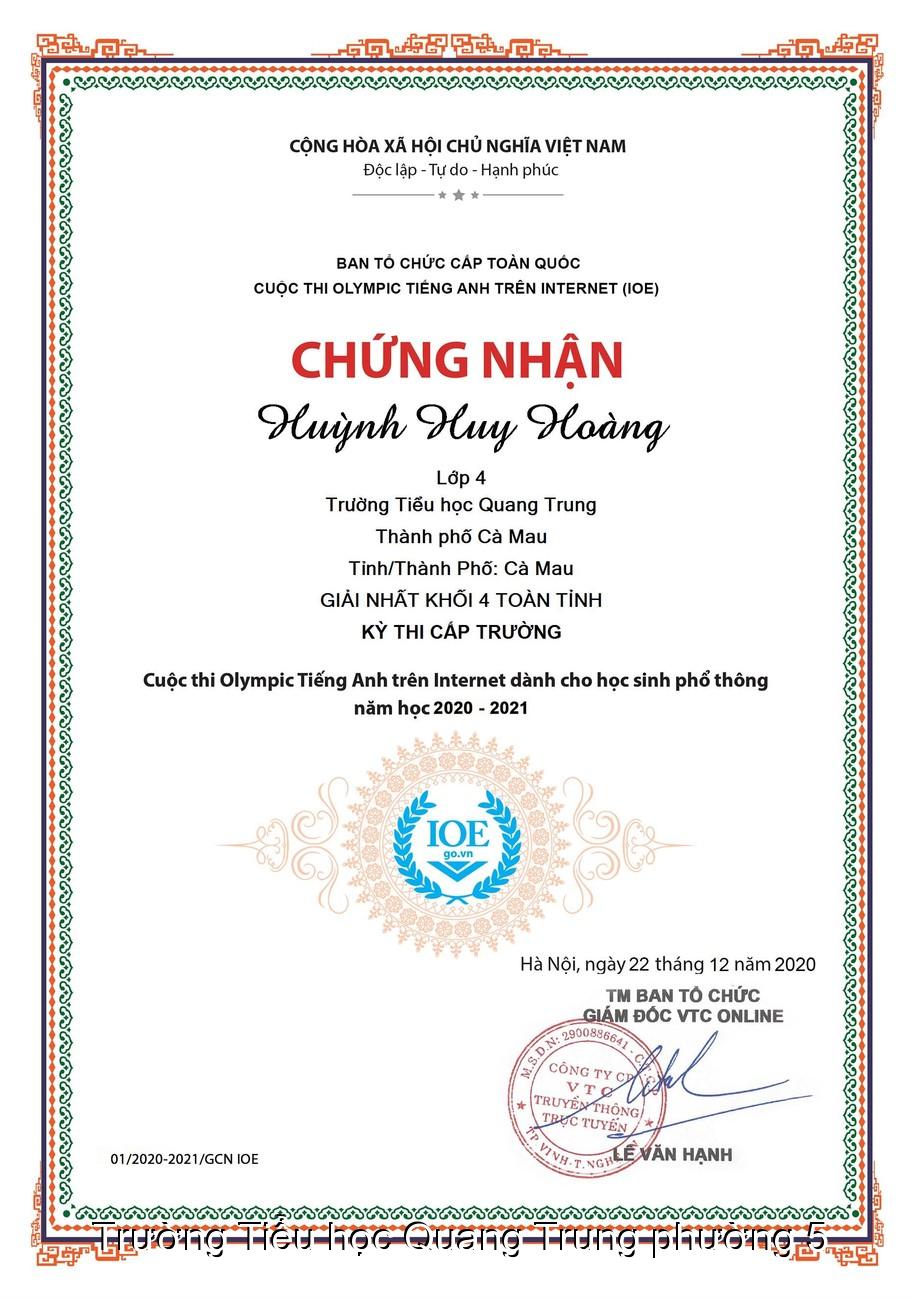 CỘNG HÒA XÃ HỘI CHỦ NGHĨA VIỆT NAM
Độc lập - Tự do - Hạnh phúc
BAN TỔ CHỨC CẤP TOÀN QUỐC
CUỘC THI OLYMPIC TIẾNG ANH TRÊN INTERNET (IOE)
CHỨNG NHẬN
Huỳnh Huy Hoàng
Lớp 4
Trường Tiểu học Quang Trung
Thành phố Cà Mau
Tỉnh/Thành Phố: Cà Mau
GIẢI NHẤT KHỐI 4 TOÀN TỈNH
KỲ THI CẤP TRƯỜNG
Cuộc thi Olympic Tiếng Anh trên Internet dành cho học sinh phổ thông
năm học 2020 - 2021
IOE
go.vn
Hà Nội, ngày 22 tháng 12 năm 2020
TM BAN TỔ CHỨC
GIÁM ĐỐC VTC ONLINE
M.S.D.N: 2900886641 - C.T.C.P
CÔNG TY CP
VTC
TRUYỀN THÔNG
TRỰC TUYẾN
TP VINH-T.NGHỆ AN
LÊ VĂN HẠNH
01/2020-2021/GCN IOE
Trường Tiểu học Quang Trung phường 5